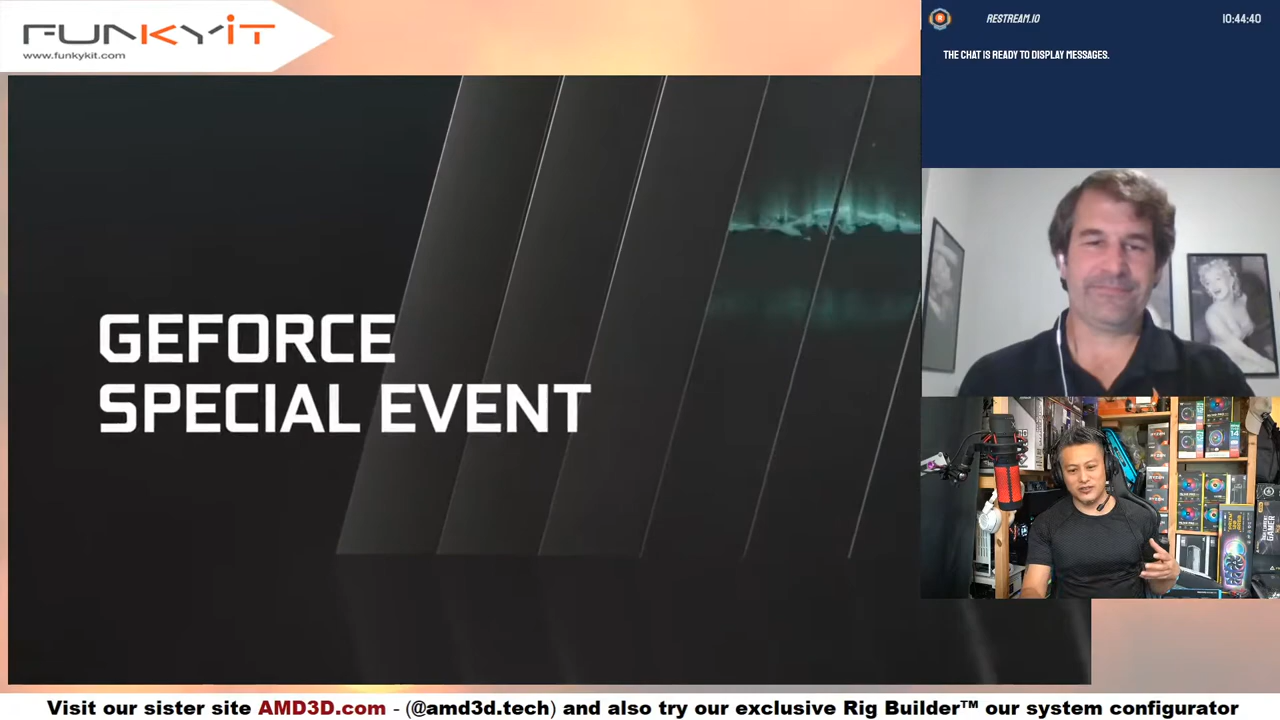 FUNKYiT
www.funkykit.com
RESTREAM.IO
10:44:40
THE CHAT IS READY TO DISPLAY MESSAGES.
GEFORCE
SPECIAL EVENT
Visit our sister site AMD3D.com - (@amd3d.tech) and also try our exclusive Rig Builder™ our system configurator